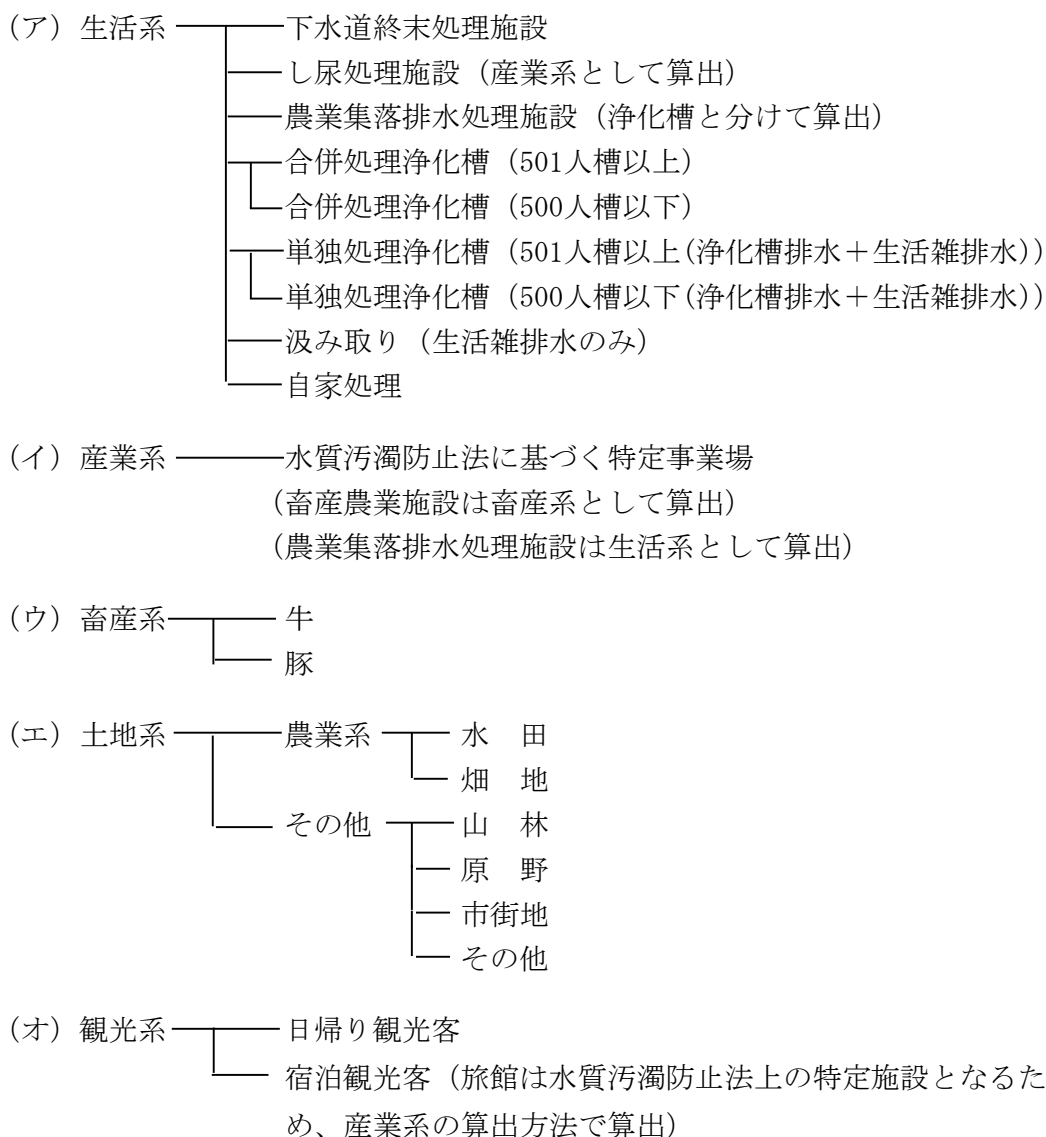 (ア) 生活系 下水道終末処理施設
し尿処理施設 (産業系として算出)
農業集落排水処理施設 (浄化槽と分けて算出)
合併処理浄化槽 (501人槽以上)
合併処理浄化槽 (500人槽以下)
単独処理浄化槽 (501人槽以上(浄化槽排水+生活雑排水))
単独処理浄化槽 (500人槽以下(浄化槽排水+生活雑排水))
汲み取り (生活雑排水のみ)
自家処理
(イ) 産業系 水質汚濁防止法に基づく特定事業場
(畜産農業施設は畜産系として算出)
(農業集落排水処理施設は生活系として算出)
(ウ) 畜産系 牛
豚
(エ) 土地系 農業系 水 田
畑 地
その他 山 林
原 野
市街地
その他
(オ) 観光系 日帰り観光客
宿泊観光客 (旅館は水質汚濁防止法上の特定施設となるた
め、産業系の算出方法で算出)